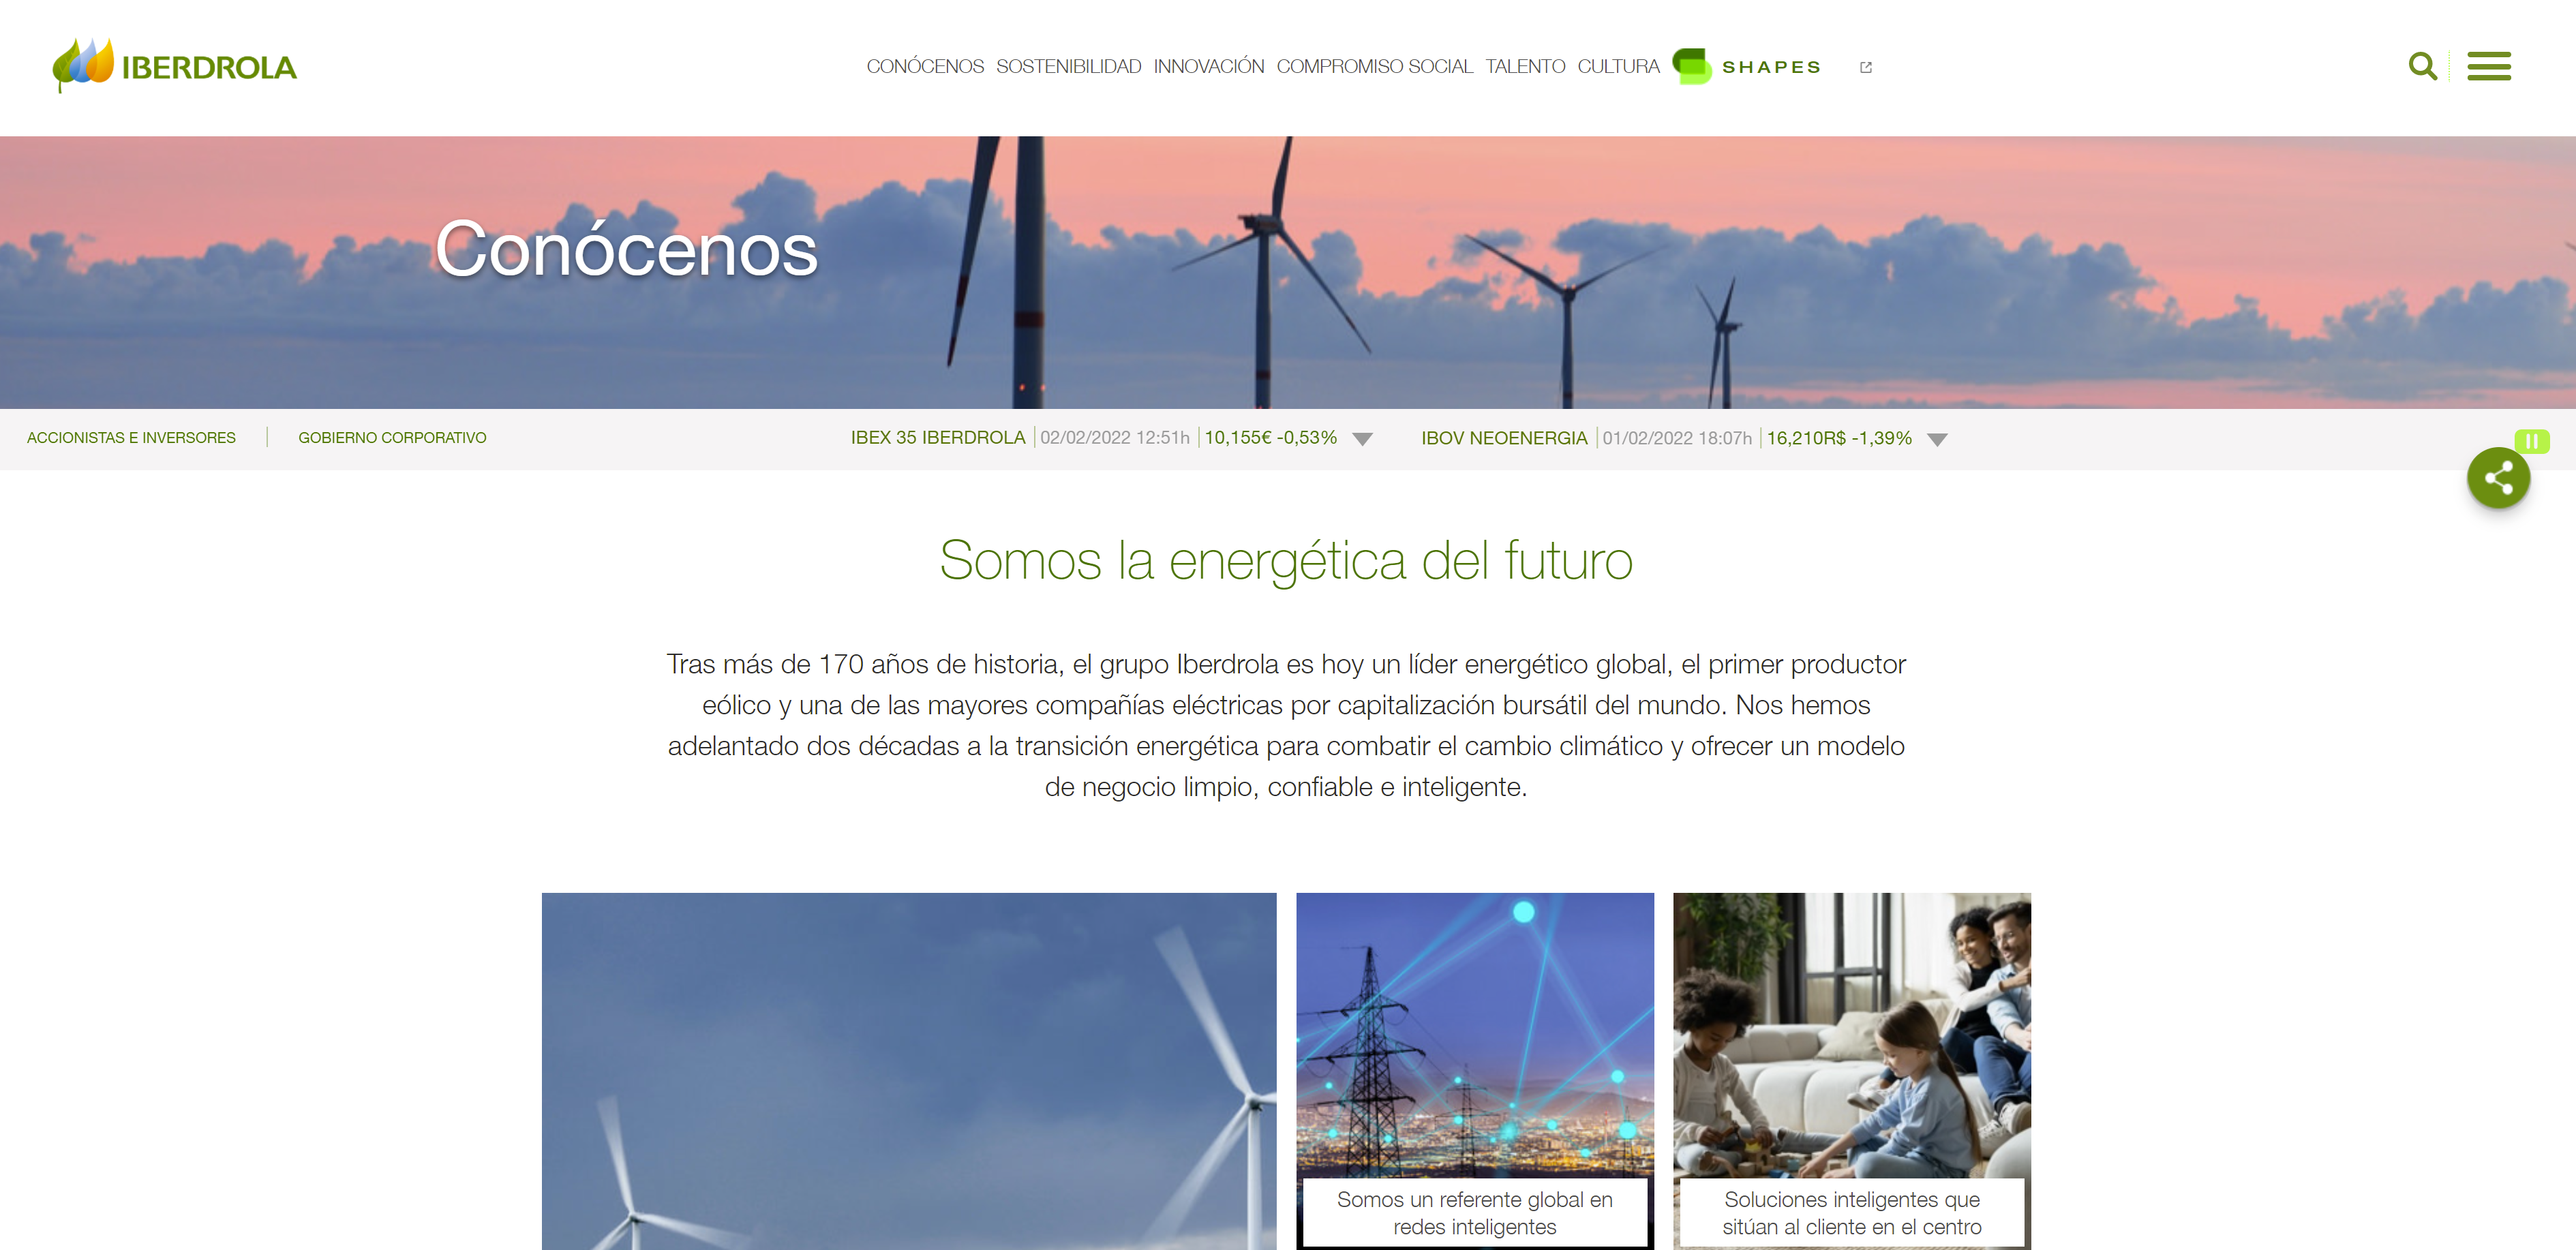 IBERDROLA
CONÓCENOS SOSTENIBILIDAD INNOVACIÓN COMPROMISO SOCIAL TALENTO CULTURA SHAPES
Conócenos
ACCIONISTAS E INVERSORES GOBIERNO CORPORATIVO IBEX 35 IBERDROLA 02/02/2022 12:51h 10,155€ -0,53% IBOV NEOENERGIA 01/02/2022 18:07h 16,210R$ -1,39%
Somos la energética del futuro
Tras más de 170 años de historia, el grupo Iberdrola es hoy un líder energético global, el primer productor
eólico y una de las mayores compañías eléctricas por capitalización bursátil del mundo. Nos hemos
adelantado dos décadas a la transición energética para combatir el cambio climático y ofrecer un modelo
de negocio limpio, confiable e inteligente.
Somos un referente global en
redes inteligentes
Soluciones inteligentes que
sitúan al cliente en el centro